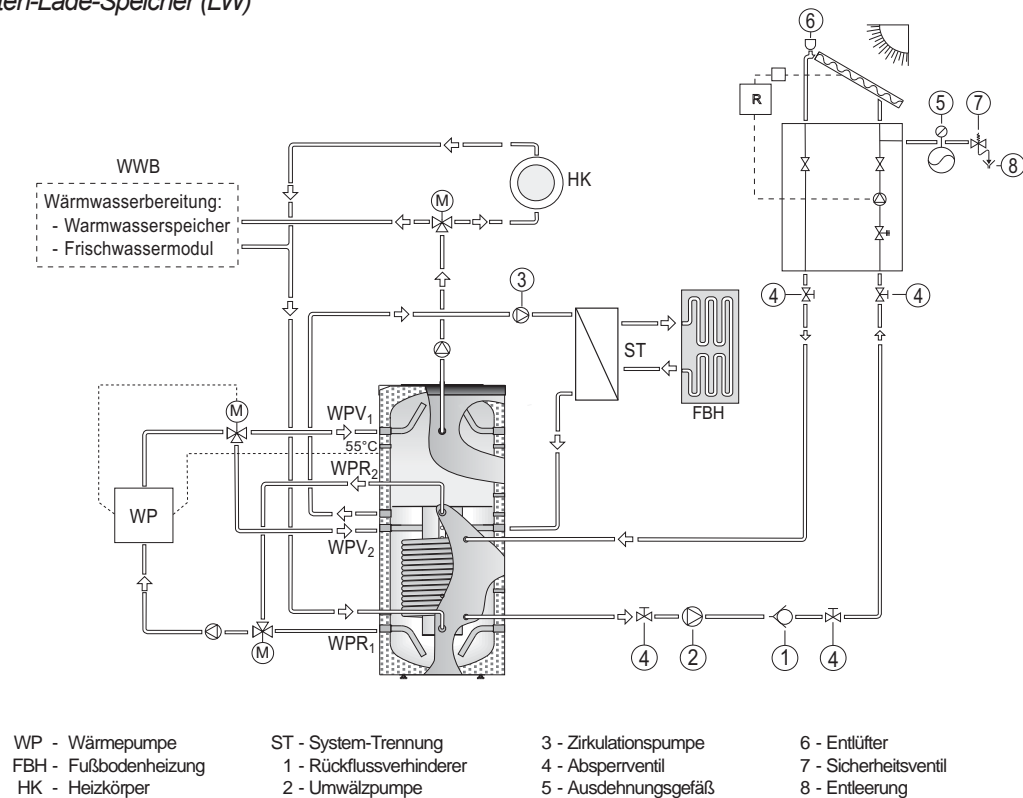 ten-Lade-Speicher (LW)
6
R
5
7
8
WWB
Wärmwasserbereitung:
- Warmwasserspeicher
- Frischwassermodul
HK
M
3
4
4
ST
FBH
WPV1
M
55°C
WPR2
WP
WPV2
WPR1
M
4
2
1
4
WP - Wärmepumpe
FBH - Fußbodenheizung
HK - Heizkörper
ST - System-Trennung
1 - Rückflussverhinderer
2 - Umwälzpumpe
3 - Zirkulationspumpe
4 - Absperrventil
5 - Ausdehnungsgefäß
6 - Entlüfter
7 - Sicherheitsventil
8 - Entleerung